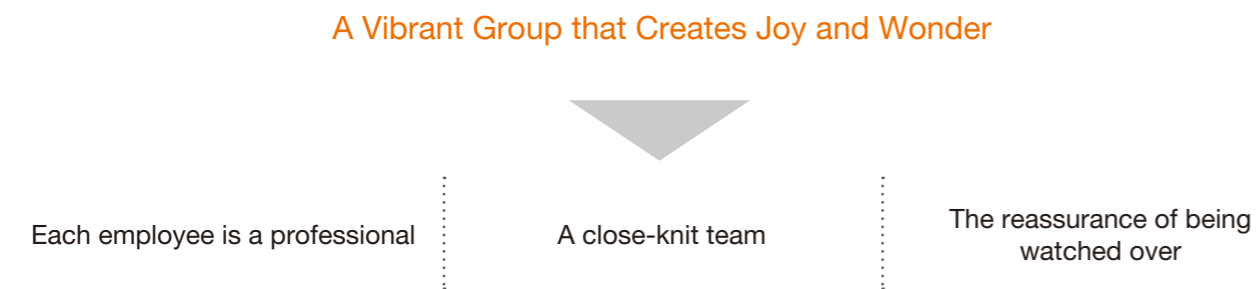 A Vibrant Group that Creates Joy and Wonder
Each employee is a professional
A close-knit team
The reassurance of being
watched over